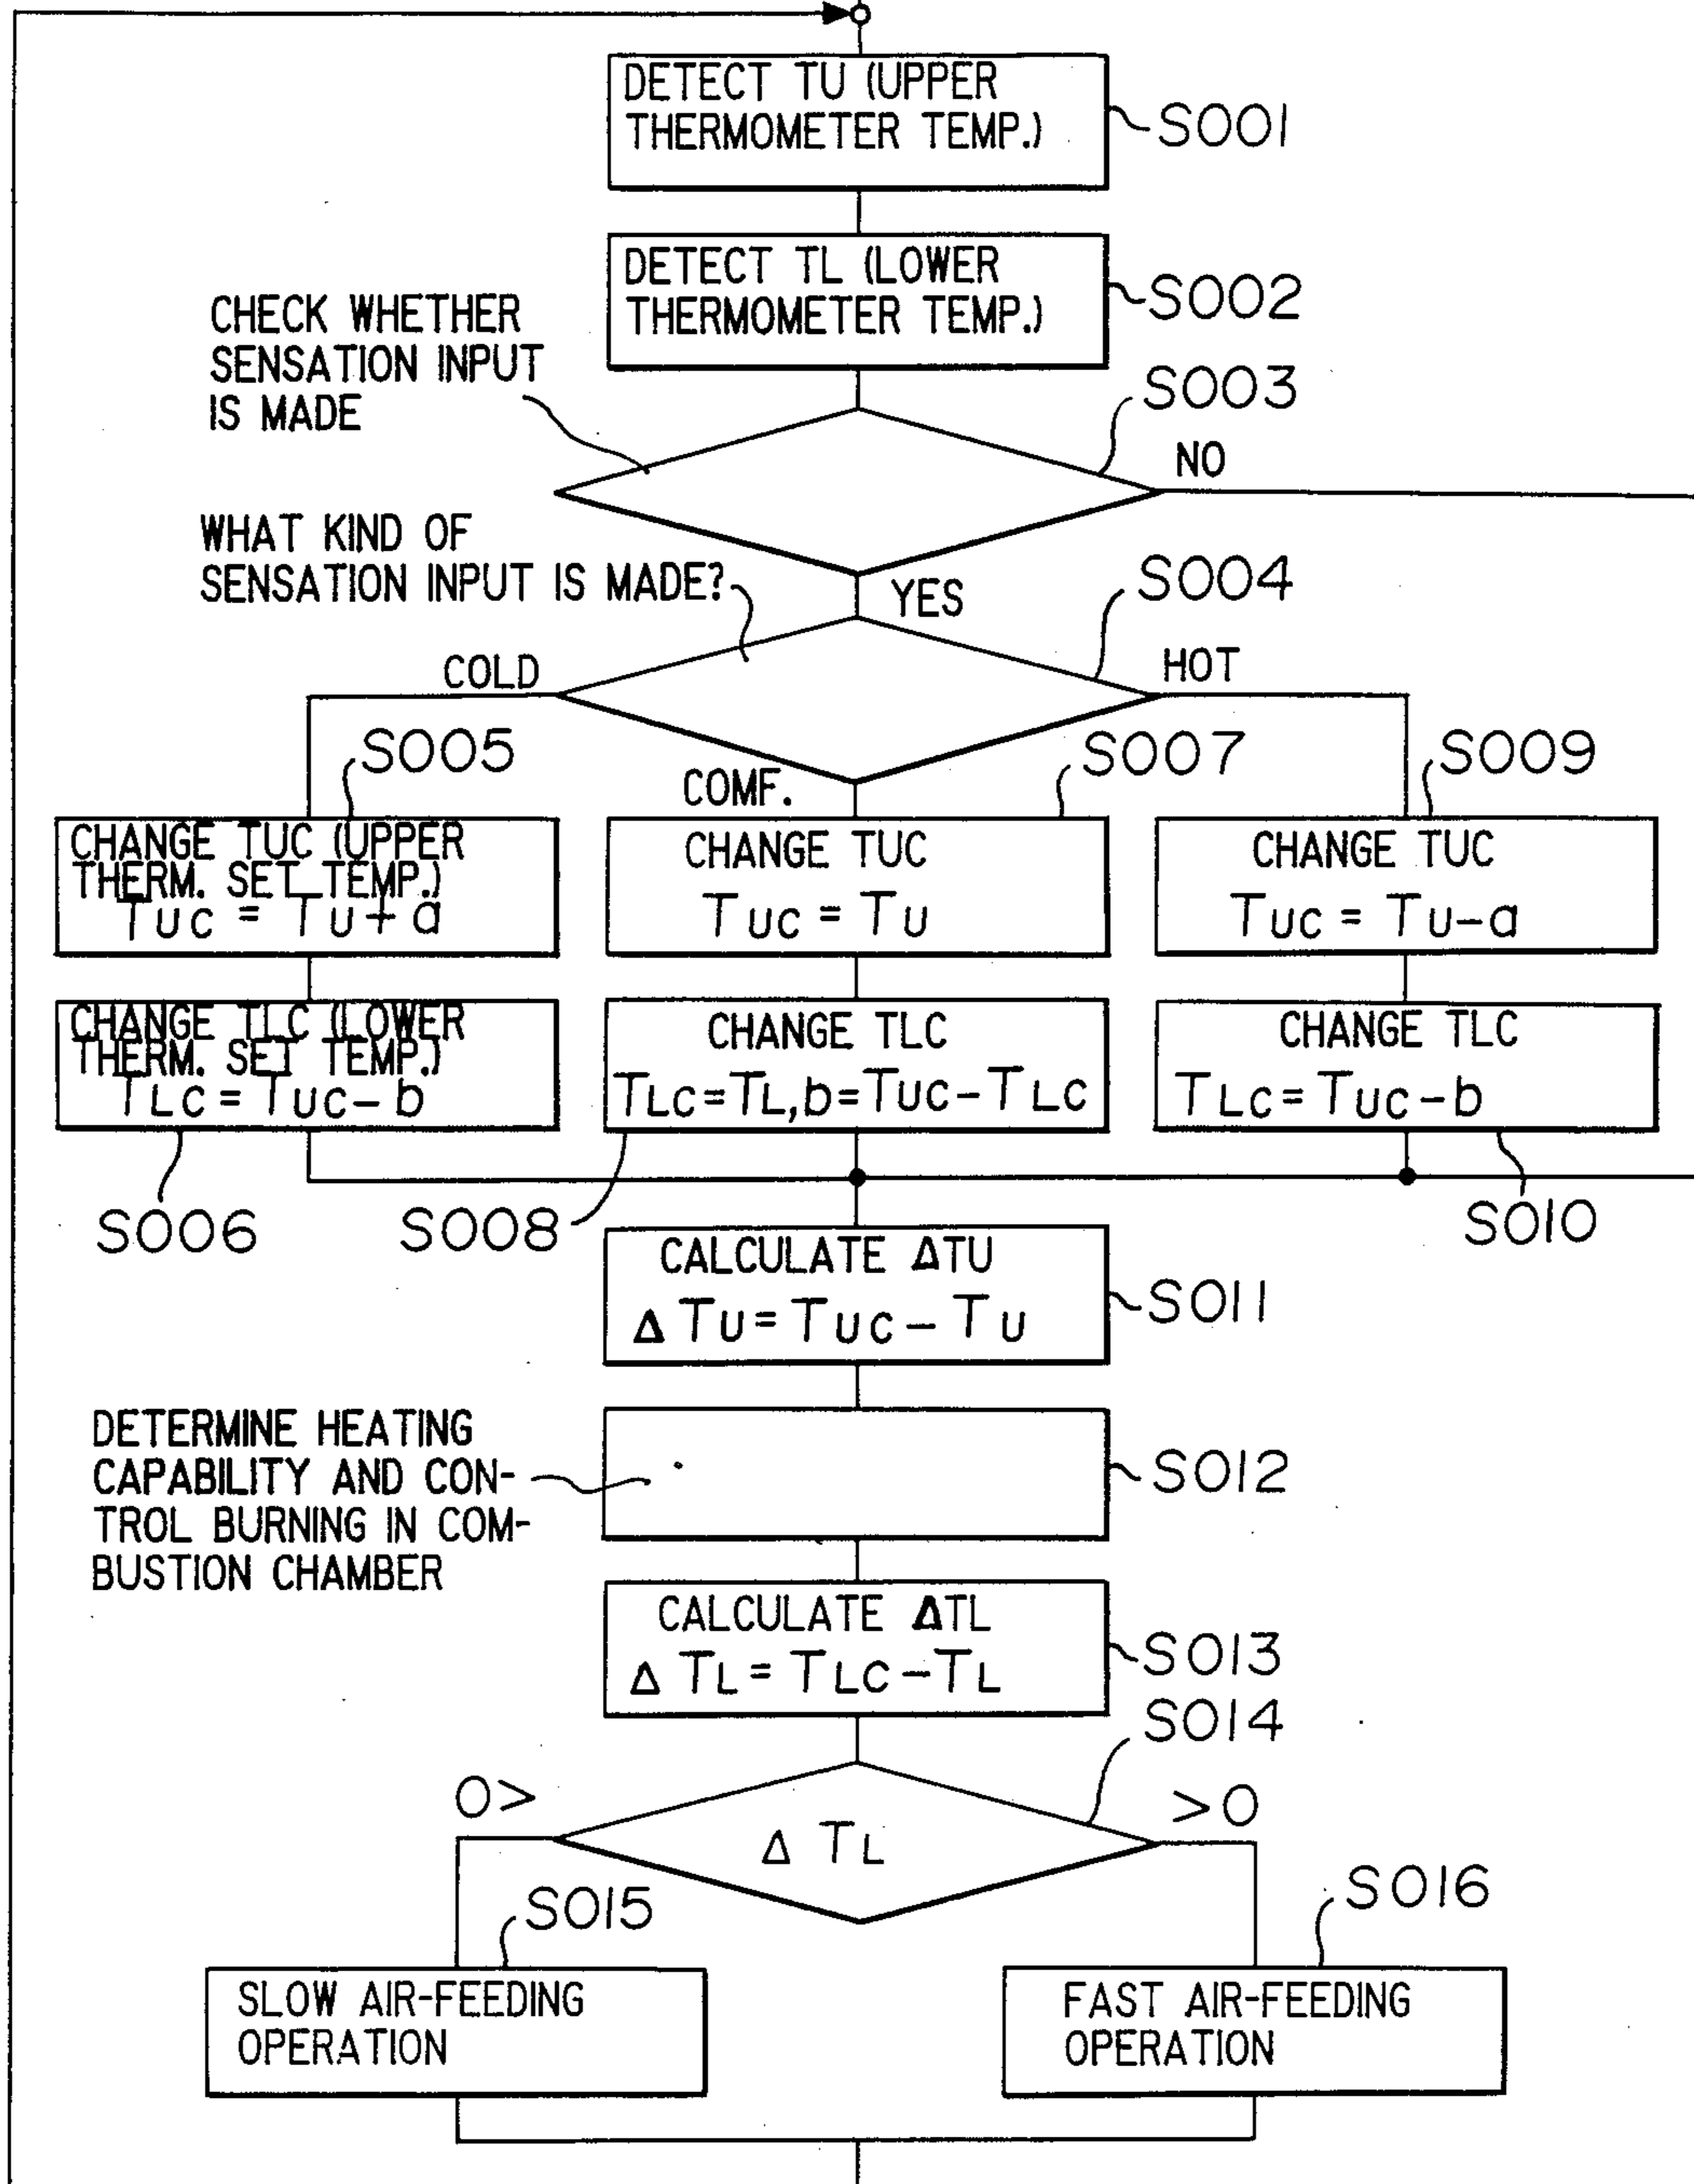 DETECT TU (UPPER
THERMOMETER TEMP.)
S001
DETECT TL (LOWER
THERMOMETER TEMP.)
S002
CHECK WHETHER
SENSATION INPUT
IS MADE
S003
NO
WHAT KIND OF
SENSATION INPUT IS MADE?
YES
S004
COLD
HOT
COMF.
S005
CHANGE TUC (UPPER
THERM. SET TEMP.)
TUC = TU + a
S007
CHANGE TUC
TUC = TU
S009
CHANGE TUC
TUC = TU - a
CHANGE TLC (LOWER
THERM. SET TEMP.)
TLC = TUC - b
S006
CHANGE TLC
TLC = TL, b = TUC - TLC
S008
CHANGE TLC
TLC = TUC - b
S010
CALCULATE ΔTU
Δ TU = TUC - TU
S011
DETERMINE HEATING
CAPABILITY AND CON-
TROL BURNING IN COM-
BUSTION CHAMBER
S012
CALCULATE ΔTL
Δ TL = TLC - TL
S013
S014
0>
Δ TL
>0
S015
SLOW AIR-FEEDING
OPERATION
S016
FAST AIR-FEEDING
OPERATION